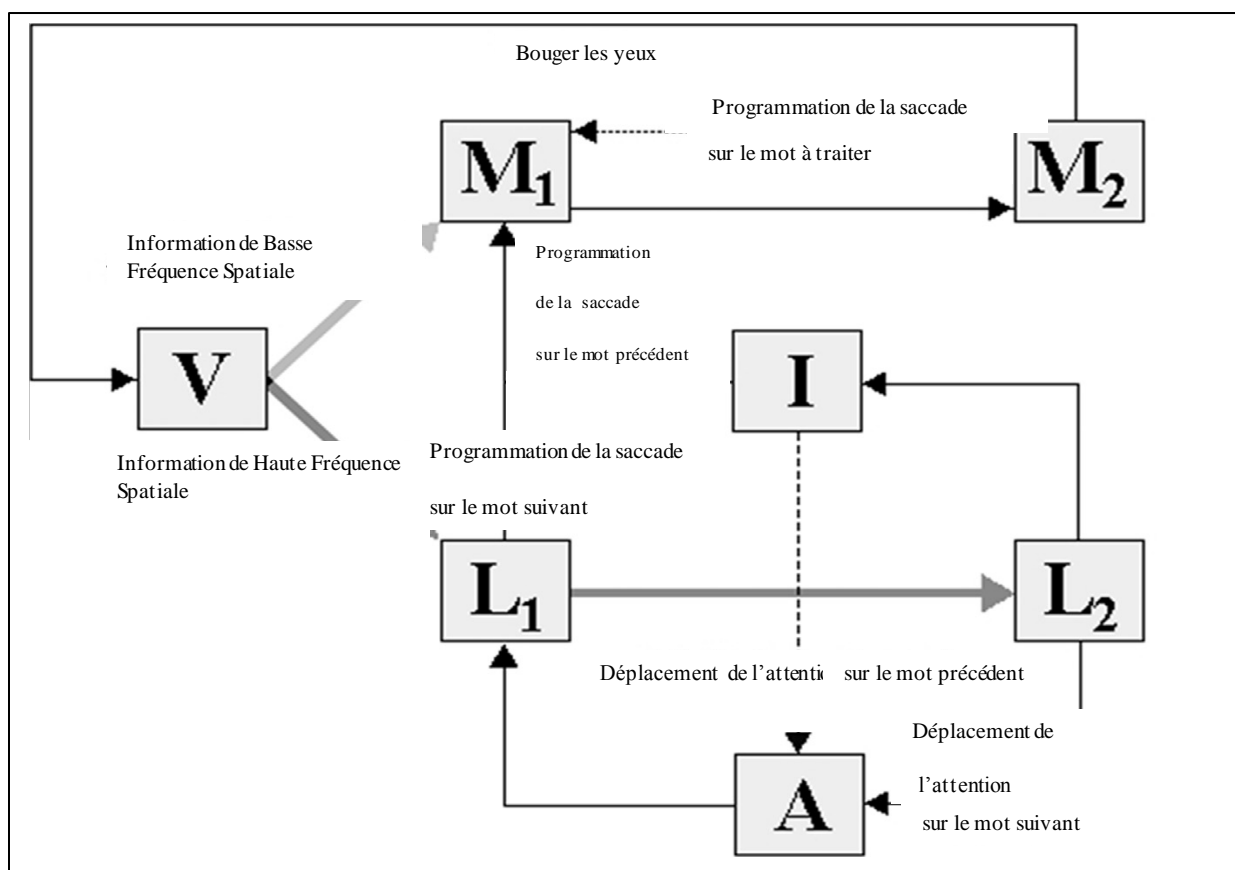 Bouger les yeux
Programmation de la saccade
sur le mot à traiter
M1
M2
Information de Basse
Fréquence Spatiale
Programmation
de la saccade
sur le mot précédent
V
I
Information de Haute Fréquence
Spatiale
Programmation de la saccade
sur le mot suivant
L1
L2
Déplacement de l’attenti sur le mot précédent
Déplacement de
l’attention
sur le mot suivant
A